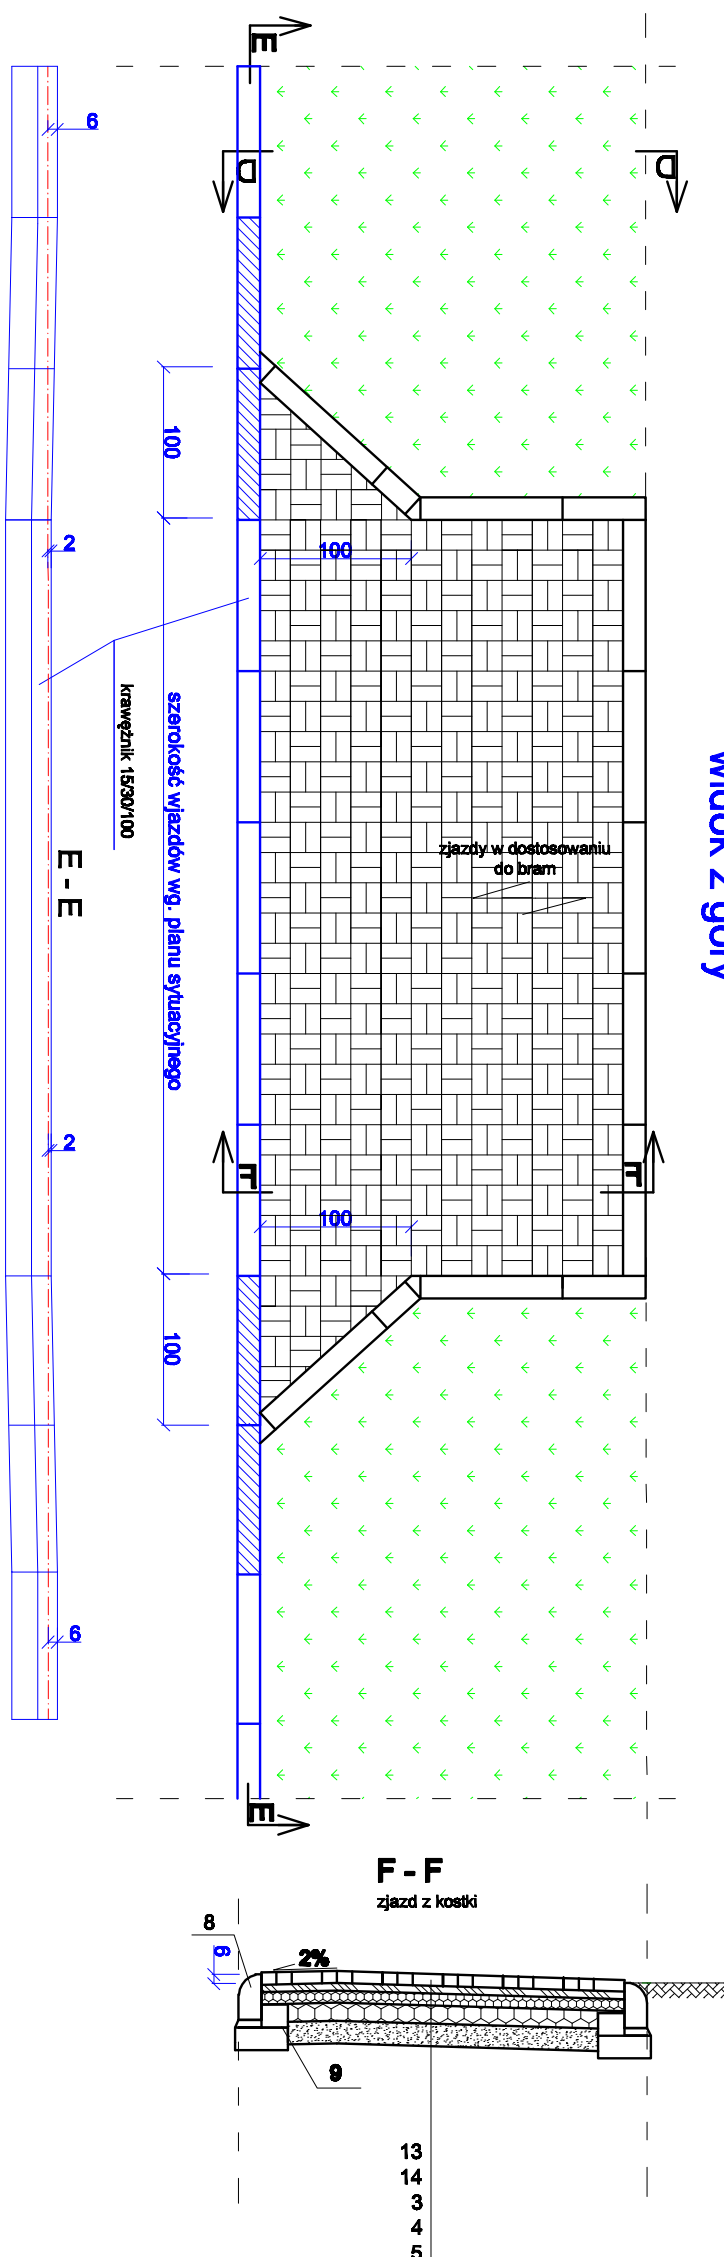 E
6
D
D
100
2
100
krawężnik 15/30/100
szerokość wjazdów wg. planu sytuacyjnego
widok z góry
zjazdy w dostosowaniu
do bram
E - E
2
F
F
100
100
6
E
F - F
zjazd z kostki
8
6
2%
9
13
14
3
4
5